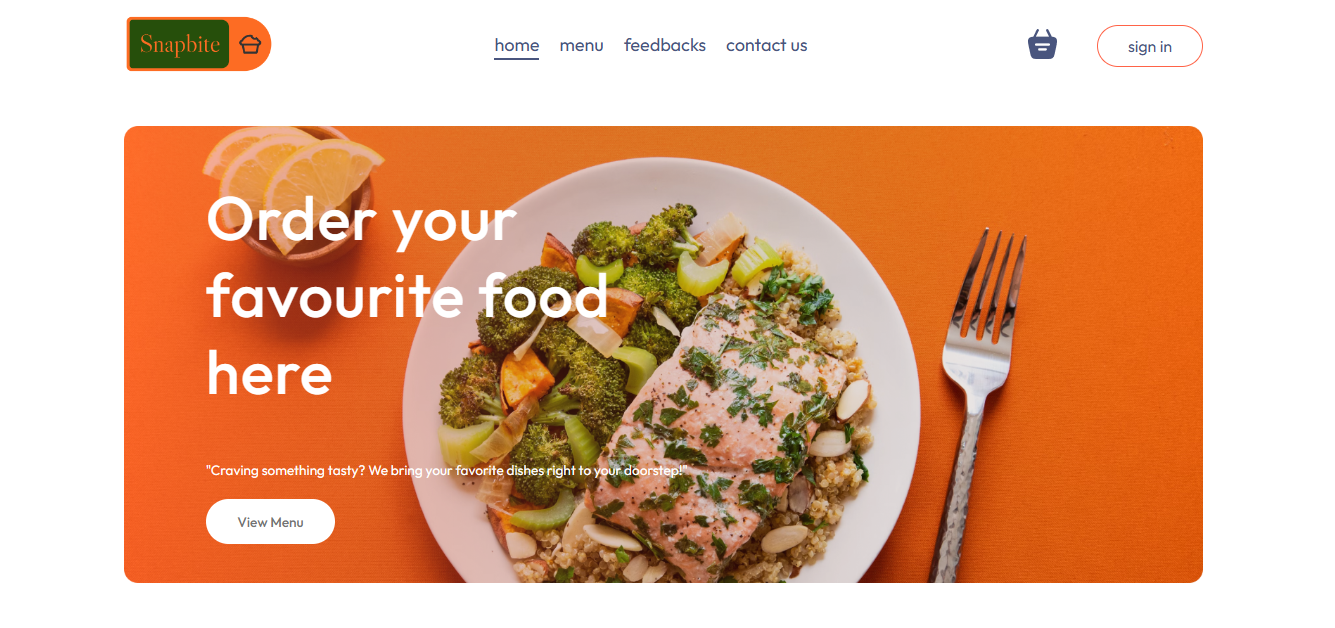 Snapbite
home menu feedbacks contact us
sign in
Order your
favourite food
here
"Craving something tasty? We bring your favorite dishes right to your doorstep!"
View Menu